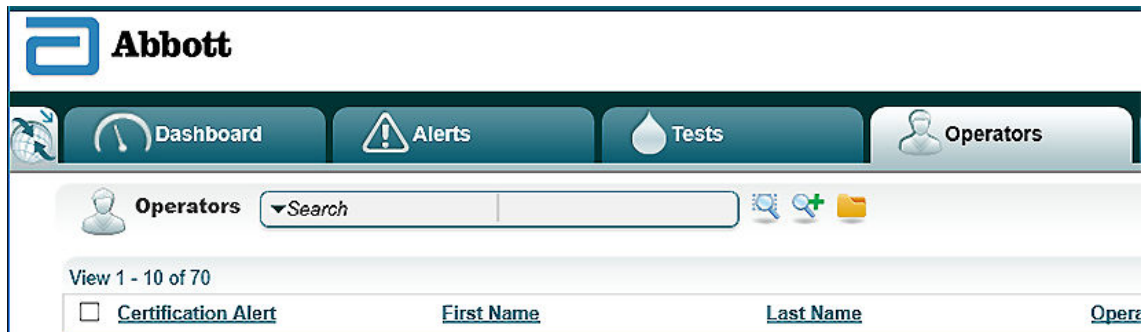 Abbott
Dashboard Alerts Tests Operators
Operators Search
View 1 - 10 of 70
Certification Alert First Name Last Name